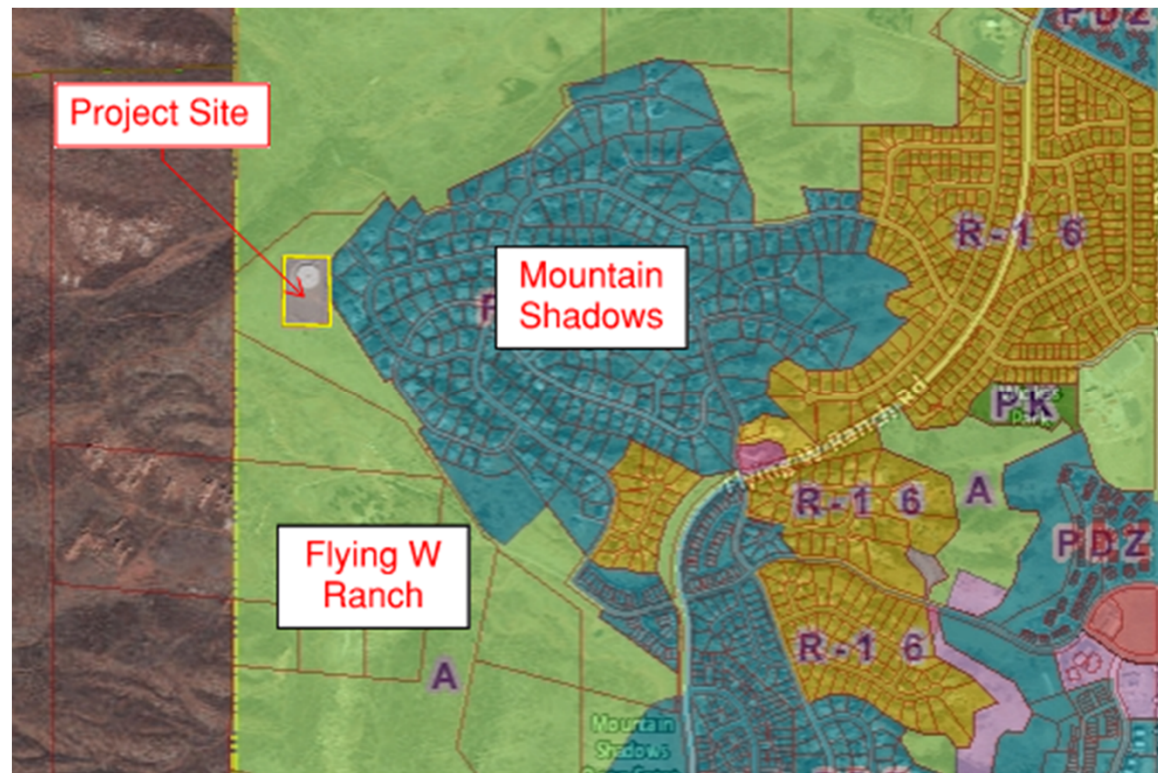 PDZ
Project Site
R-1 6
Mountain
Shadows
PK
Flying W Ranch Rd
R-1 6
A
PDZ
Flying W
Ranch
R-1 6
A
Mountain
Shadows